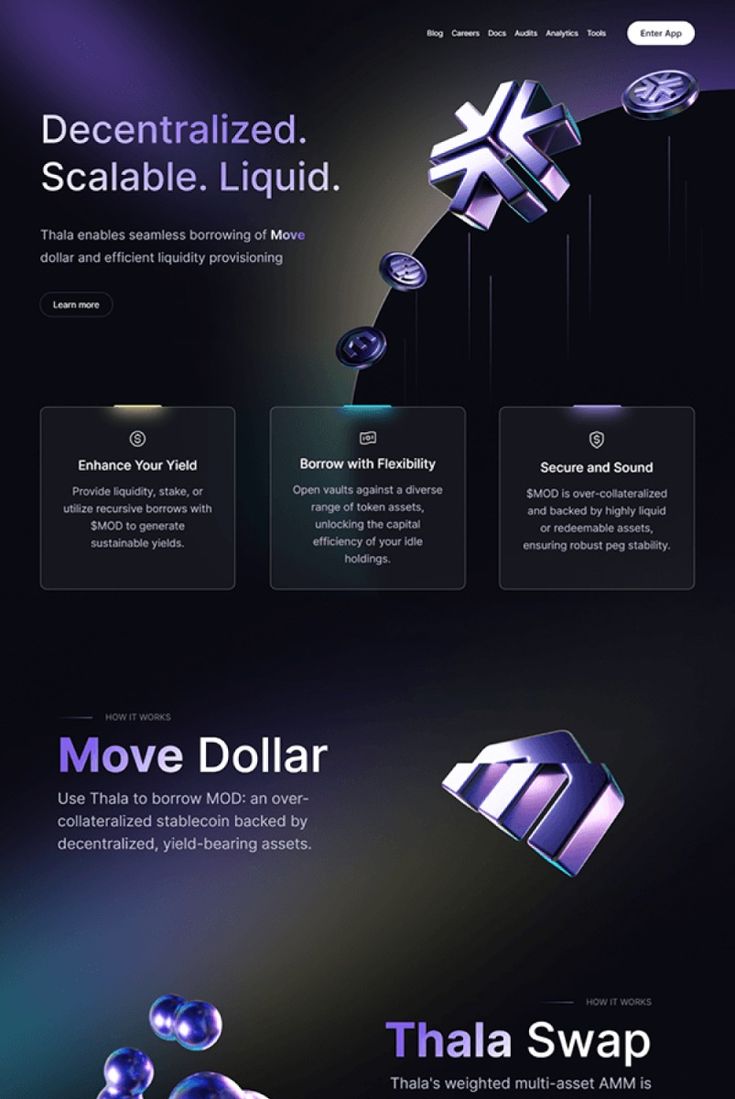 Blog Careers Docs Audits Analytics Tools Enter App
Decentralized.
Scalable. Liquid.
Thala enables seamless borrowing of Move
dollar and efficient liquidity provisioning
Learn more
Enhance Your Yield
Provide liquidity, stake, or
utilize recursive borrows with
$MOD to generate
sustainable yields.
Borrow with Flexibility
Open vaults against a diverse
range of token assets,
unlocking the capital
efficiency of your idle
holdings.
Secure and Sound
$MOD is over-collateralized
and backed by highly liquid
or redeemable assets,
ensuring robust peg stability.
HOW IT WORKS
Move Dollar
Use Thala to borrow MOD: an over-
collateralized stablecoin backed by
decentralized, yield-bearing assets.
HOW IT WORKS
Thala Swap
Thala's weighted multi-asset AMM is